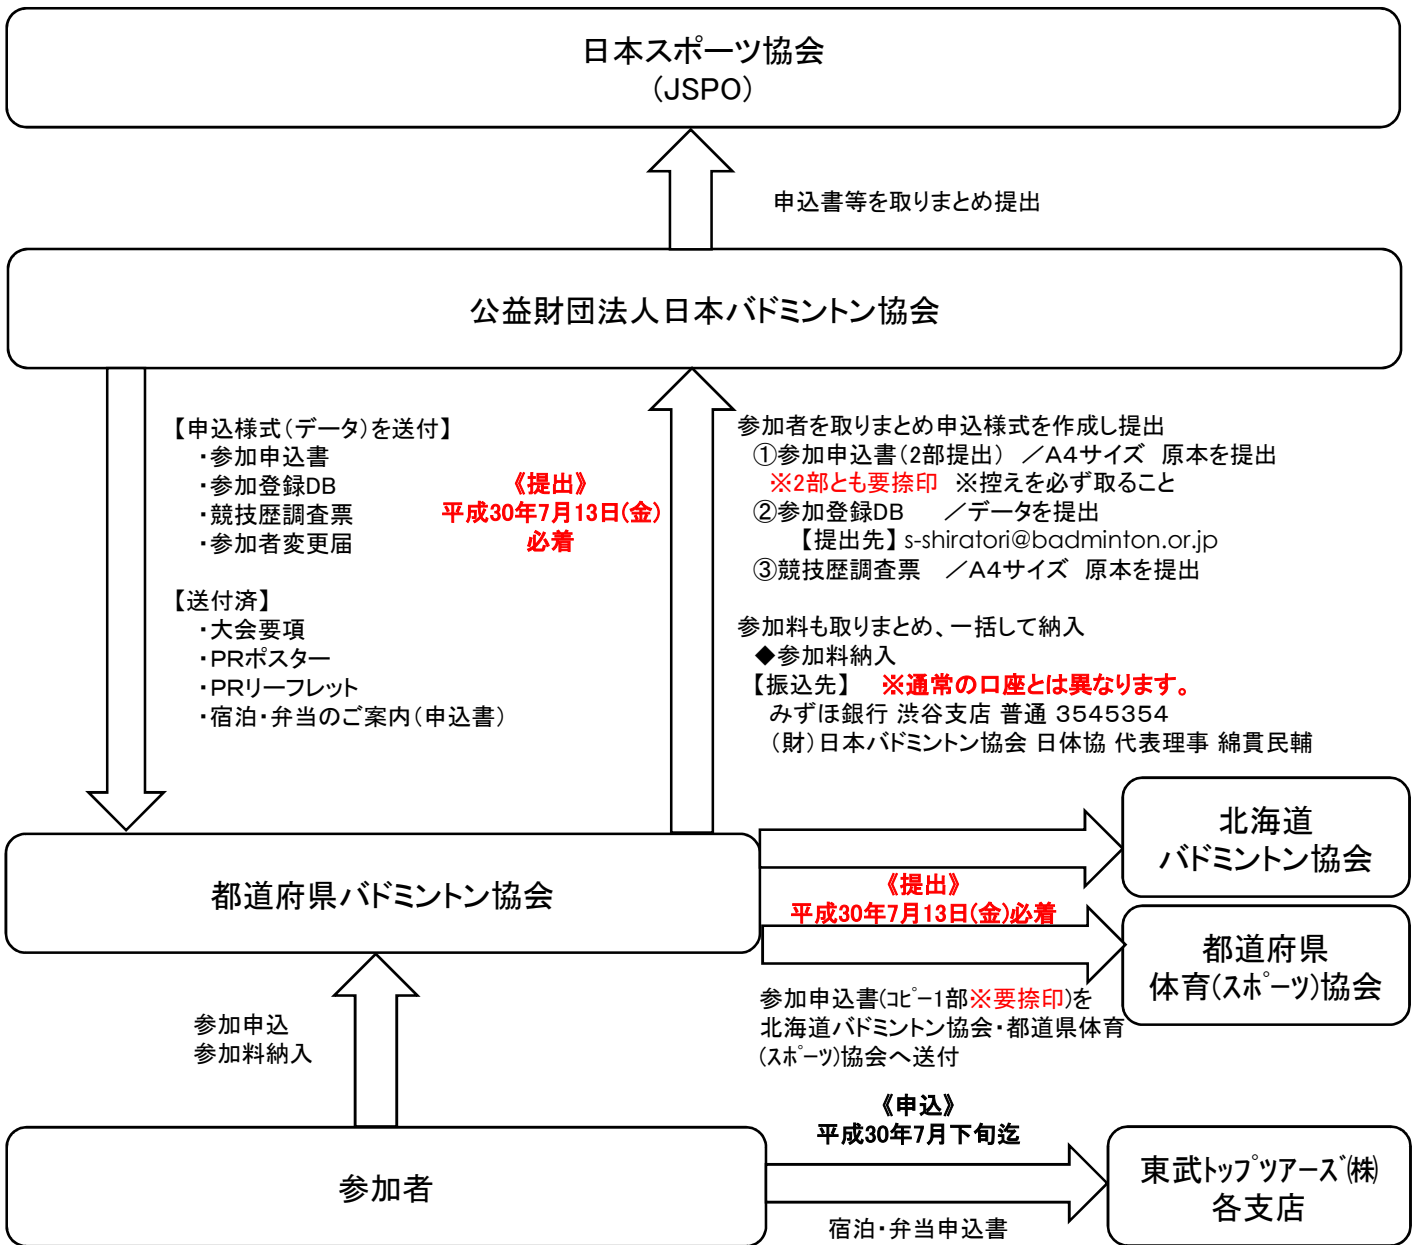 日本スポーツ協会
(JSPO)
申込書等を取りまとめ提出
公益財団法人日本バドミントン協会
【申込様式(データ)を送付】
・参加申込書
・参加登録DB
・競技歴調査票
・参加者変更届
《提出》
平成30年7月13日(金)
必着
【送付済】
・大会要項
・PRポスター
・PRリーフレット
・宿泊・弁当のご案内(申込書)
参加者を取りまとめ申込様式を作成し提出
①参加申込書(2部提出) /A4サイズ 原本を提出
※2部とも要捺印 ※控えを必ず取ること
②参加登録DB /データを提出
【提出先】s-shiratori@badminton.or.jp
③競技歴調査票 /A4サイズ 原本を提出
参加料も取りまとめ、一括して納入
◆参加料納入
【振込先】 ※通常の口座とは異なります。
みずほ銀行 渋谷支店 普通 3545354
(財)日本バドミントン協会 日体協 代表理事 綿貫民輔
都道府県バドミントン協会
北海道
バドミントン協会
《提出》
平成30年7月13日(金)必着
都道府県
体育(スポーツ)協会
参加申込書(コピー1部※要捺印)を
北海道バドミントン協会・都道県体育
(スポーツ)協会へ送付
参加申込
参加料納入
参加者
《申込》
平成30年7月下旬迄
宿泊・弁当申込書
東武トップツアーズ(株)
各支店